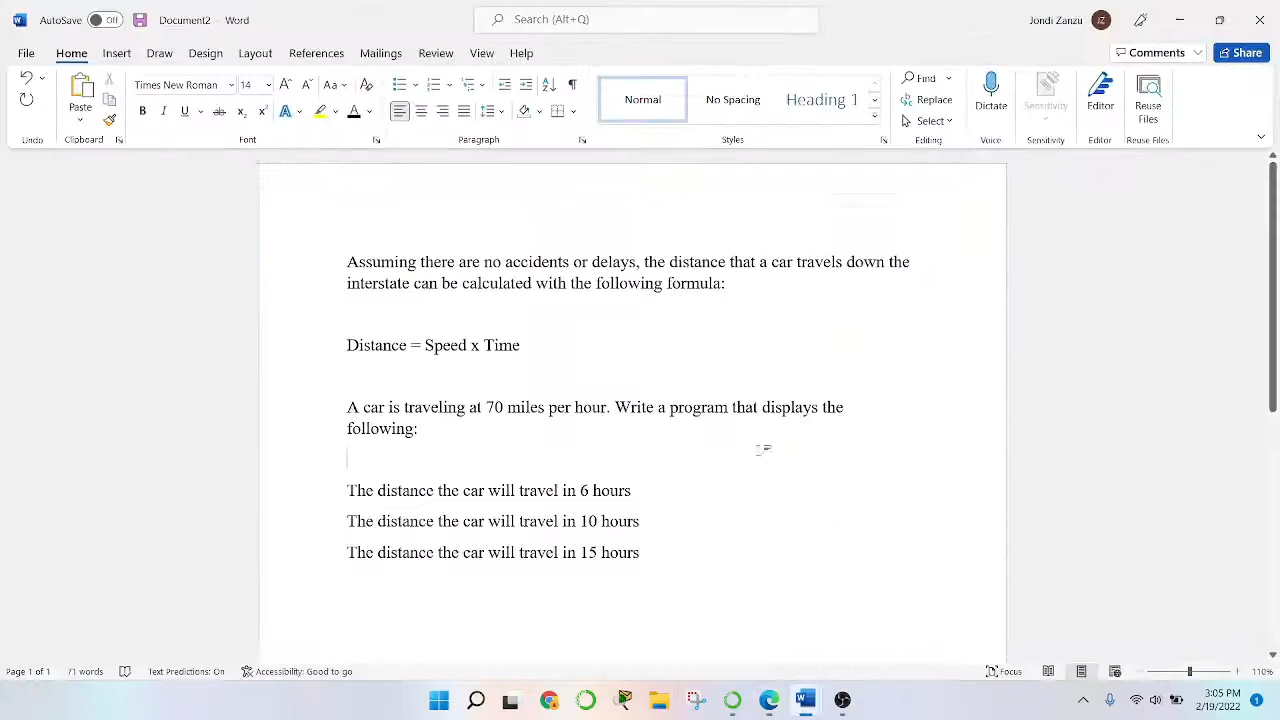 AutoSave Off Document2 - Word Search (Alt+Q) Jondi Zanzu JZ
File Home Insert Draw Design Layout References Mailings Review View Help Comments Share
Times New Roman 14 Aa Normal No Spacing Heading 1 Find
Paste Replace Dictate Sensitivity Editor Reuse Files
B I U ab x₂ x² A A Select
Undo Clipboard Font Paragraph Styles Editing Voice Sensitivity Editor Reuse Files
Assuming there are no accidents or delays, the distance that a car travels down the
interstate can be calculated with the following formula:
Distance = Speed x Time
A car is traveling at 70 miles per hour. Write a program that displays the
following:
The distance the car will travel in 6 hours
The distance the car will travel in 10 hours
The distance the car will travel in 15 hours
Page 1 of 1 71 words Text Predictions: On Accessibility: Good to go Focus 110%
3:05 PM
2/19/2022 1